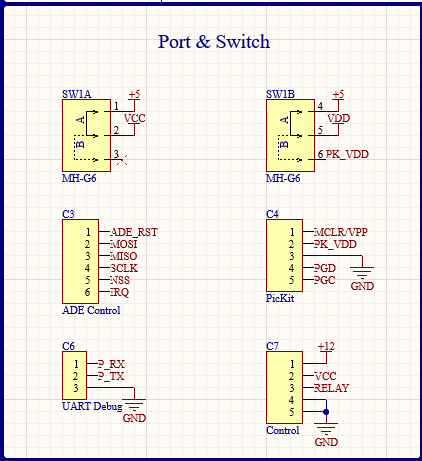 Port & Switch
SW1A
1 +5
A
2 VCC
B
3
MH-G6
SW1B
4 +5
A
5 VDD
B
6 PK_VDD
MH-G6
C3
1 ADE_RST
2 MOSI
3 MISO
4 SCLK
5 NSS
6 IRQ
ADE Control
C4
1 MCLR/VPP
2 PK_VDD
3
4 PGD
5 PGC
GND
PicKit
C6
1 P_RX
2 P_TX
3
UART Debug
GND
C7
+12
1
2 VCC
3 RELAY
4
5
Control
GND